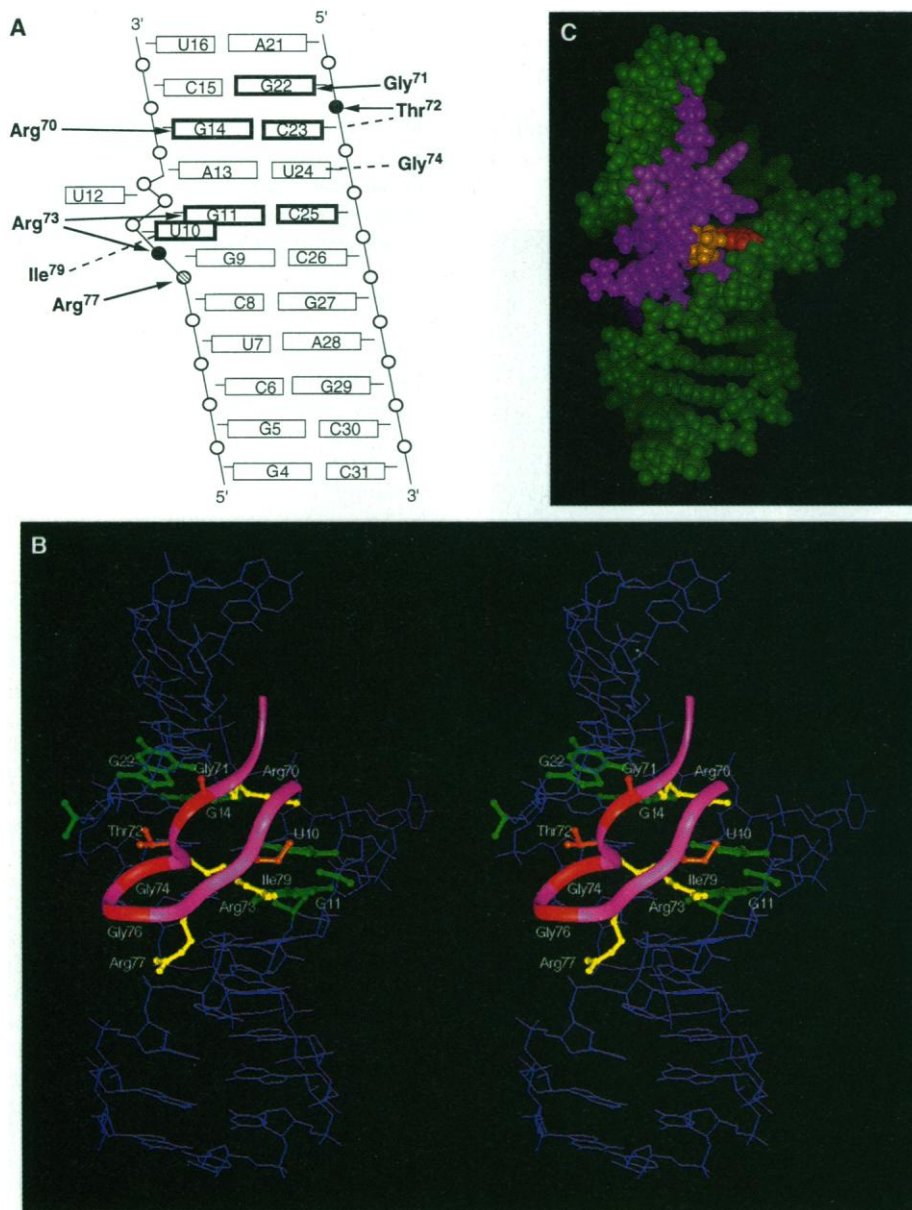 A
3'
5'
U16 A21
C15 G22
Gly71
Thr72
Arg70
G14 C23
Gly74
A13 U24
U12
Arg73
G11 C25
U10
Ile79
G9 C26
Arg77
C8 G27
U7 A28
C6 G29
G5 C30
G4 C31
5'
3'
C
B
G22
Gly71
Arg70
G14
Thr72
U10
Gly74
Ile79
Arg73
G11
Gly76
Arg77
G22
Gly71
Arg70
G14
Thr72
U10
Gly74
Ile79
Arg73
G11
Gly76
Arg77